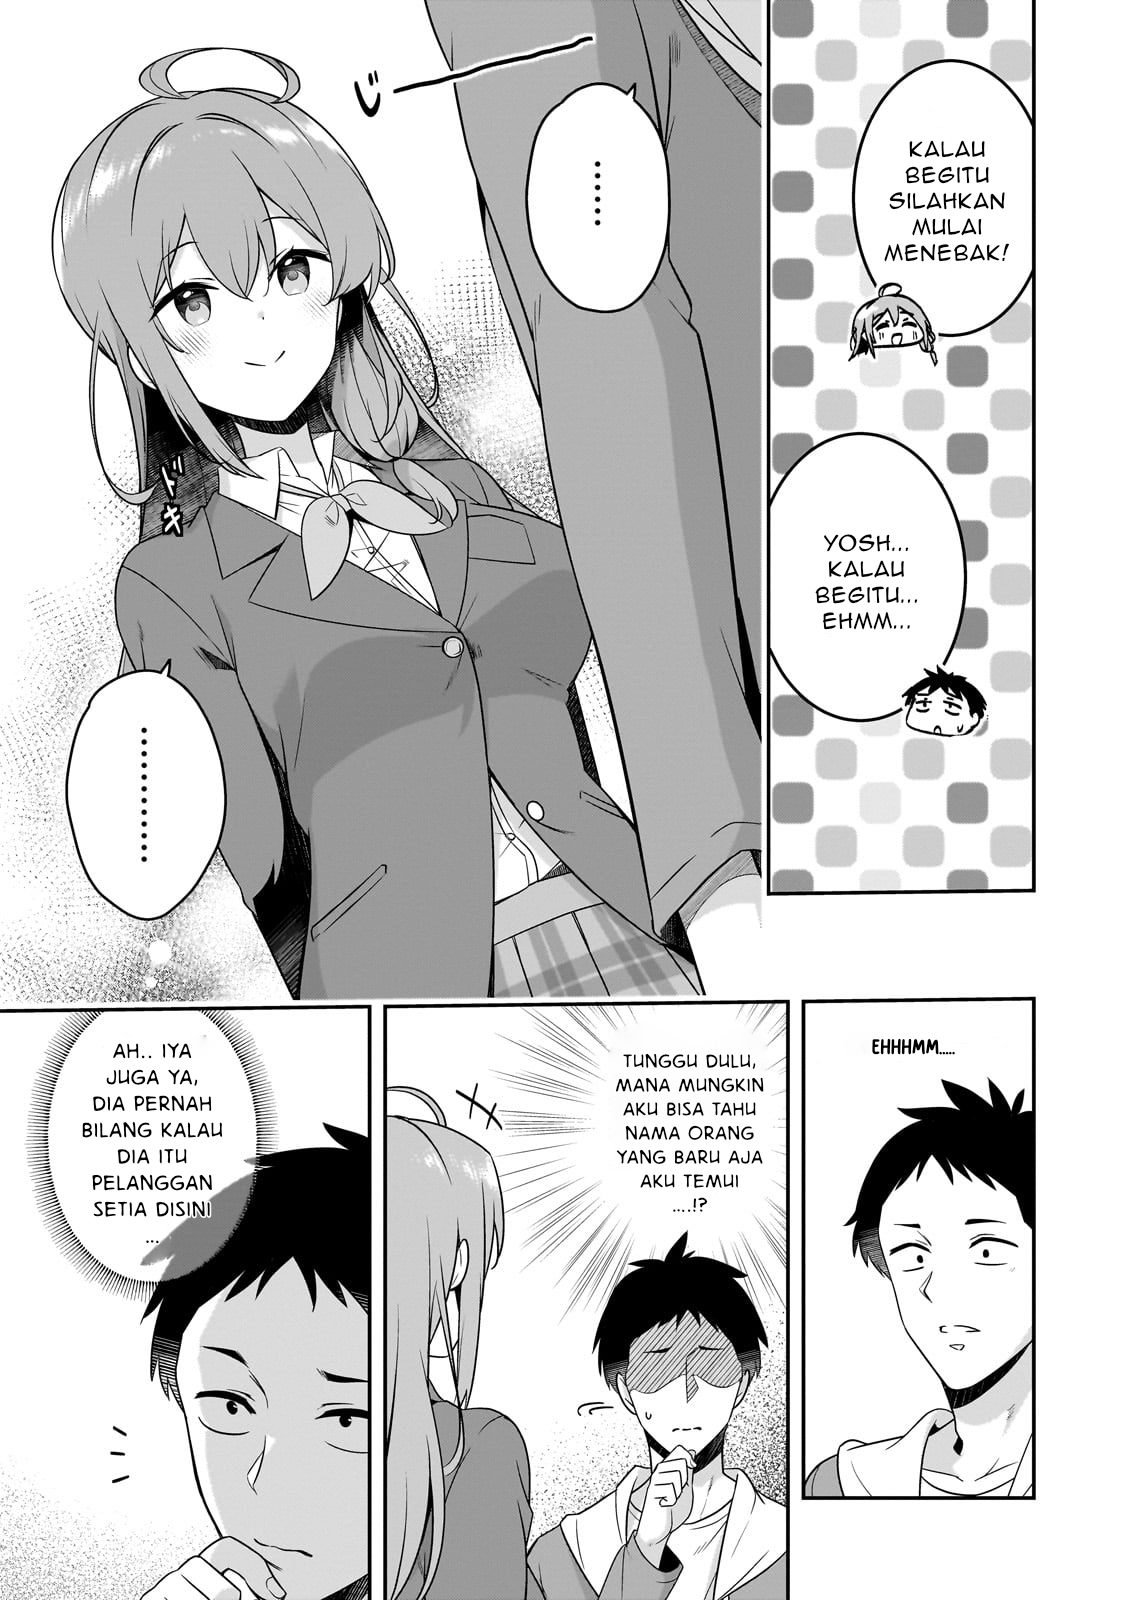 KALAU
BEGITU
SILAHKAN
MULAI
MENEBAK!
YOSH...
KALAU
BEGITU...
EHMM...
じー
‥‥‥
ドキ
‥‥‥‥‥
EHHHMM.....
TUNGGU DULU,
MANA MUNGKIN
AKU BISA TAHU
NAMA ORANG
YANG BARU AJA
AKU TEMUI
....!?
AH.. IYA
JUGA YA,
DIA PERNAH
BILANG KALAU
DIA ITU
PELANGGAN
SETIA DISINI
...